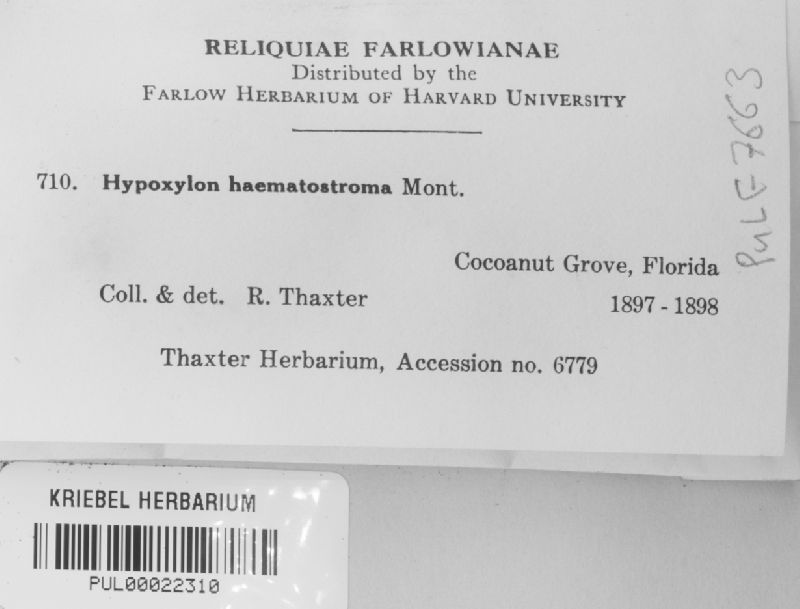 RELIQUIAE FARLOWIANAE
Distributed by the
FARLOW HERBARIUM OF HARVARD UNIVERSITY
710. Hypoxylon haematostroma Mont.
Cocoanut Grove, Florida
Coll. & det. R. Thaxter 1897 - 1898
Thaxter Herbarium, Accession no. 6779
PUL F 7663
KRIEBEL HERBARIUM
PUL00022310